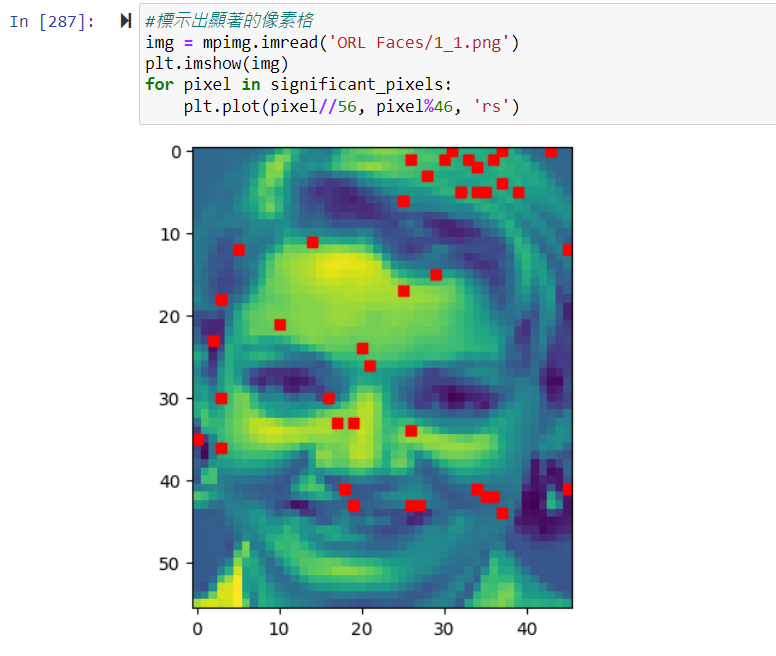 In [287]:
#標示出顯著的像素格
img = mpimg.imread('ORL Faces/1_1.png')
plt.imshow(img)
for pixel in significant_pixels:
    plt.plot(pixel//56, pixel%46, 'rs')
0
10
20
30
40
50
0 10 20 30 40